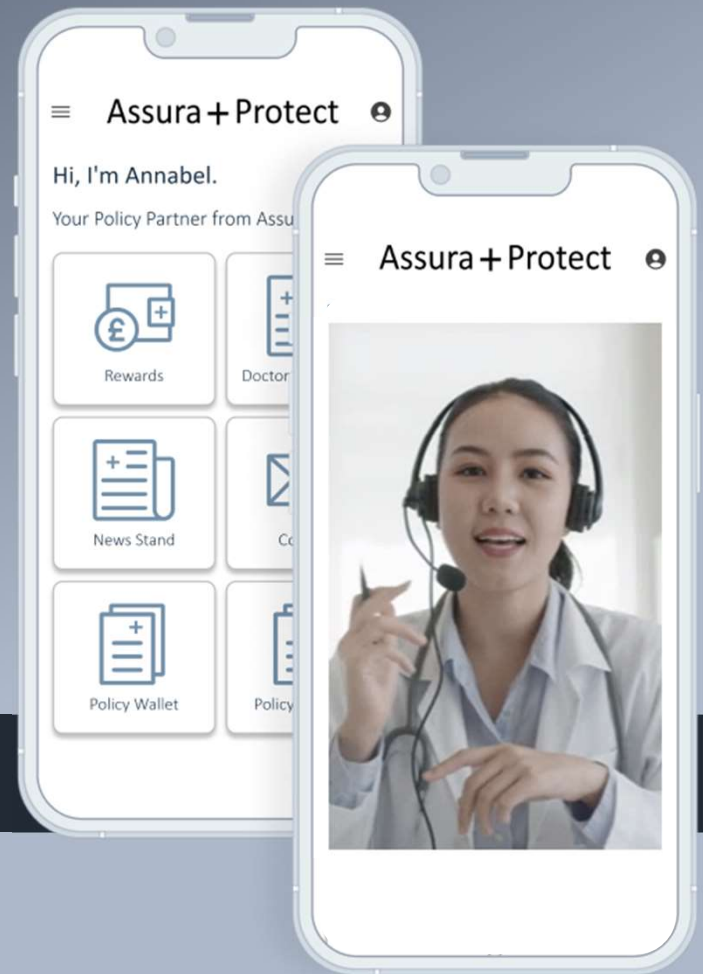 Assura + Protect
Hi, I'm Annabel.
Your Policy Partner from Assu
£
Rewards
Doctor
News Stand
Co
Policy Wallet
Policy
Assura + Protect